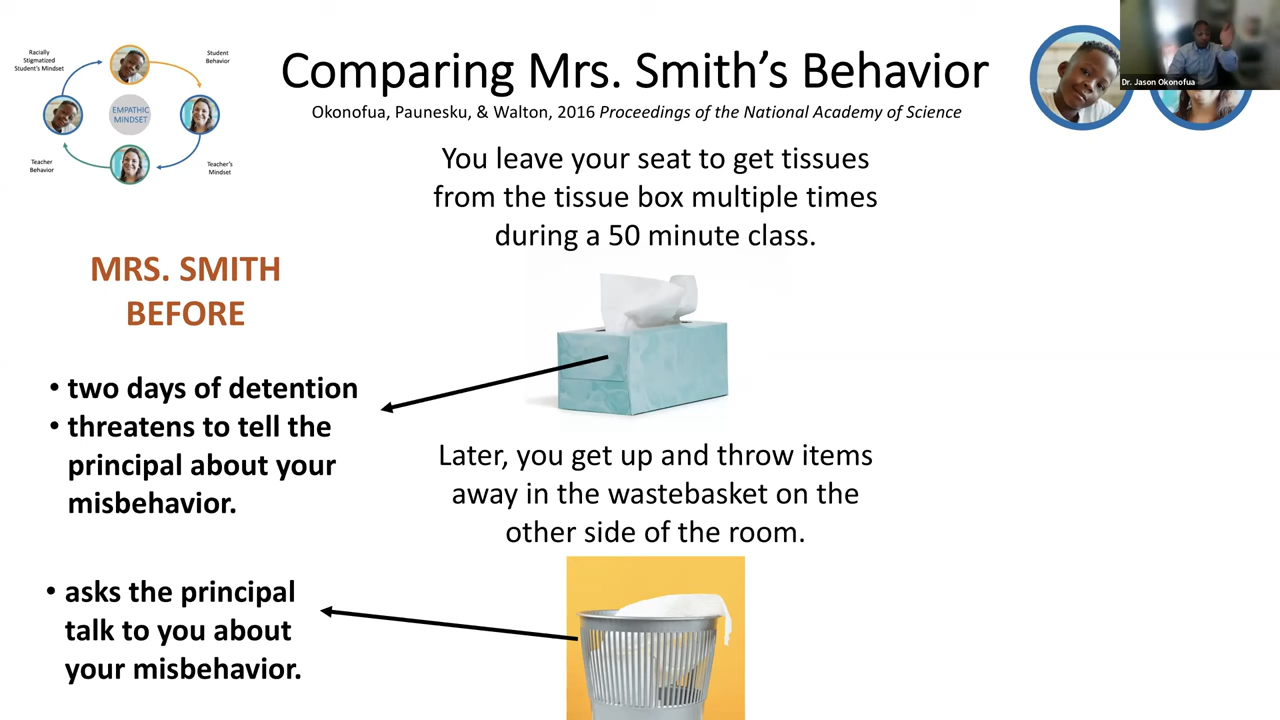 Racially
Stigmatized
Student's Mindset
Student
Behavior
EMPATHIC
MINDSET
Teacher
Behavior
Teacher's
Mindset
Comparing Mrs. Smith's Behavior
Okonofua, Paunesku, & Walton, 2016 Proceedings of the National Academy of Science
Dr. Jason Okonofua
You leave your seat to get tissues
from the tissue box multiple times
during a 50 minute class.
MRS. SMITH
BEFORE
• two days of detention
• threatens to tell the
principal about your
misbehavior.
Later, you get up and throw items
away in the wastebasket on the
other side of the room.
• asks the principal
talk to you about
your misbehavior.